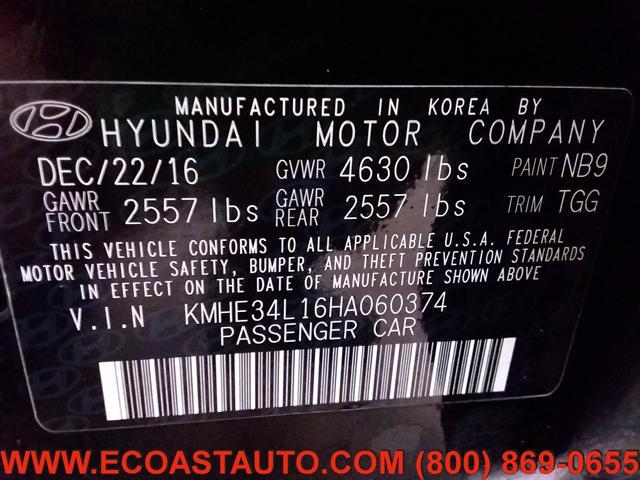 MANUFACTURED IN KOREA BY
HYUNDAI MOTOR COMPANY
DEC/22/16 GVWR 4630 lbs PAINT NB9
GAWR FRONT 2557 lbs GAWR REAR 2557 lbs TRIM TGG
THIS VEHICLE CONFORMS TO ALL APPLICABLE U.S.A. FEDERAL
MOTOR VEHICLE SAFETY, BUMPER, AND THEFT PREVENTION STANDARDS
IN EFFECT ON THE DATE OF MANUFACTURE SHOWN ABOVE
V.I.N KMHE34L16HA060374
PASSENGER CAR
WWW.ECOASTAUTO.COM (800) 869-0655